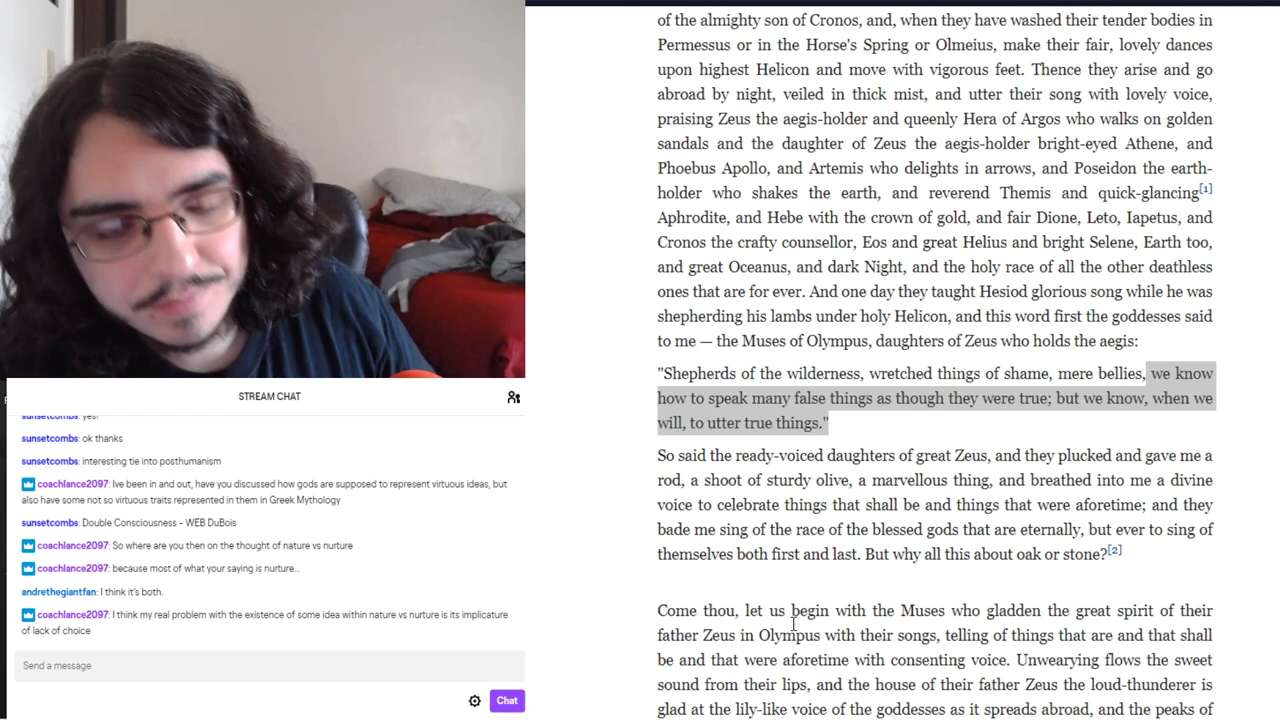 STREAM CHAT
sunsetcombs: yes!
sunsetcombs: ok thanks
sunsetcombs: interesting tie into posthumanism
coachlance2097: Ive been in and out, have you discussed how gods are supposed to represent virtuous ideas, but
also have some not so virtuous traits represented in them in Greek Mythology
sunsetcombs: Double Consciousness - WEB DuBois
coachlance2097: So where are you then on the thought of nature vs nurture
coachlance2097: because most of what your saying is nurture...
andrethegiantfan: I think it's both.
coachlance2097: I think my real problem with the existence of some idea within nature vs nurture is its implicature
of lack of choice
Send a message
Chat
of the almighty son of Cronos, and, when they have washed their tender bodies in
Permessus or in the Horse's Spring or Olmeius, make their fair, lovely dances
upon highest Helicon and move with vigorous feet. Thence they arise and go
abroad by night, veiled in thick mist, and utter their song with lovely voice,
praising Zeus the aegis-holder and queenly Hera of Argos who walks on golden
sandals and the daughter of Zeus the aegis-holder bright-eyed Athene, and
Phoebus Apollo, and Artemis who delights in arrows, and Poseidon the earth-
holder who shakes the earth, and reverend Themis and quick-glancing[1]
Aphrodite, and Hebe with the crown of gold, and fair Dione, Leto, Iapetus, and
Cronos the crafty counsellor, Eos and great Helius and bright Selene, Earth too,
and great Oceanus, and dark Night, and the holy race of all the other deathless
ones that are for ever. And one day they taught Hesiod glorious song while he was
shepherding his lambs under holy Helicon, and this word first the goddesses said
to me — the Muses of Olympus, daughters of Zeus who holds the aegis:
"Shepherds of the wilderness, wretched things of shame, mere bellies, we know
how to speak many false things as though they were true; but we know, when we
will, to utter true things."
So said the ready-voiced daughters of great Zeus, and they plucked and gave me a
rod, a shoot of sturdy olive, a marvellous thing, and breathed into me a divine
voice to celebrate things that shall be and things that were aforetime; and they
bade me sing of the race of the blessed gods that are eternally, but ever to sing of
themselves both first and last. But why all this about oak or stone?[2]
Come thou, let us begin with the Muses who gladden the great spirit of their
father Zeus in Olympus with their songs, telling of things that are and that shall
be and that were aforetime with consenting voice. Unwearying flows the sweet
sound from their lips, and the house of their father Zeus the loud-thunderer is
glad at the lily-like voice of the goddesses as it spreads abroad, and the peaks of